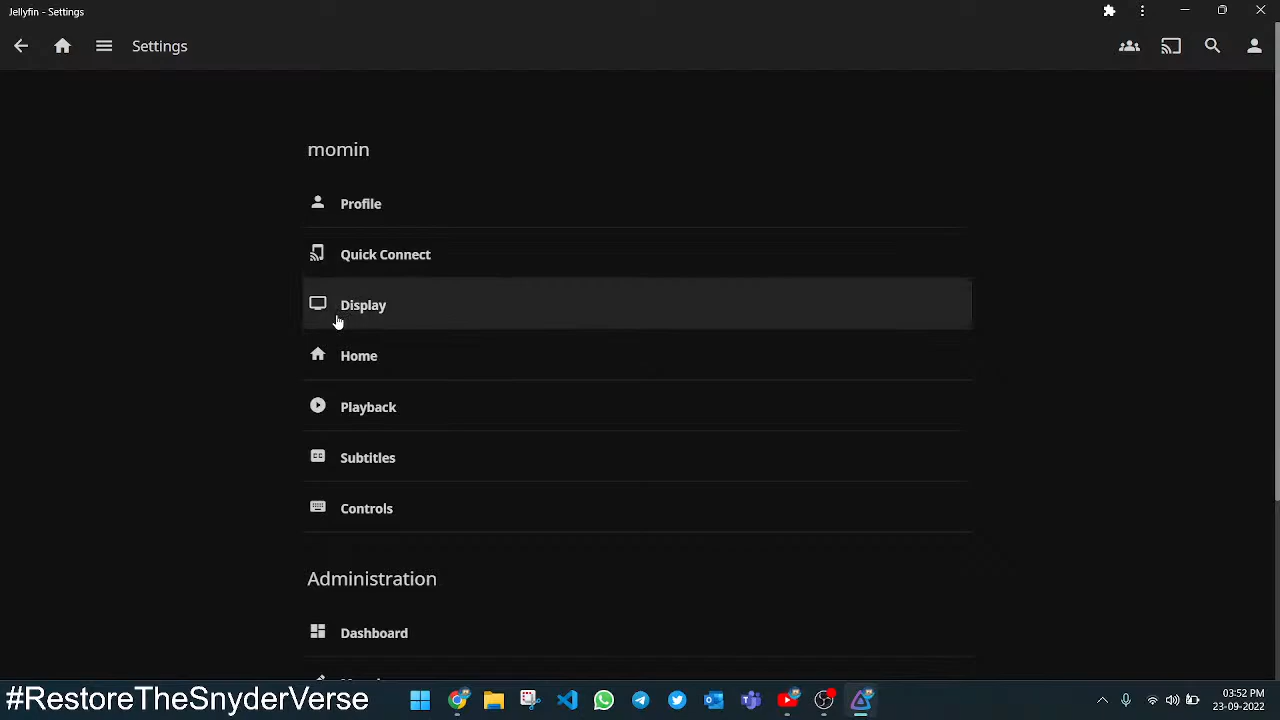 Jellyfin - Settings
Settings
momin
Profile
Quick Connect
Display
Home
Playback
Subtitles
Controls
Administration
Dashboard
#RestoreTheSnyderVerse
03:52 PM
23-09-2022